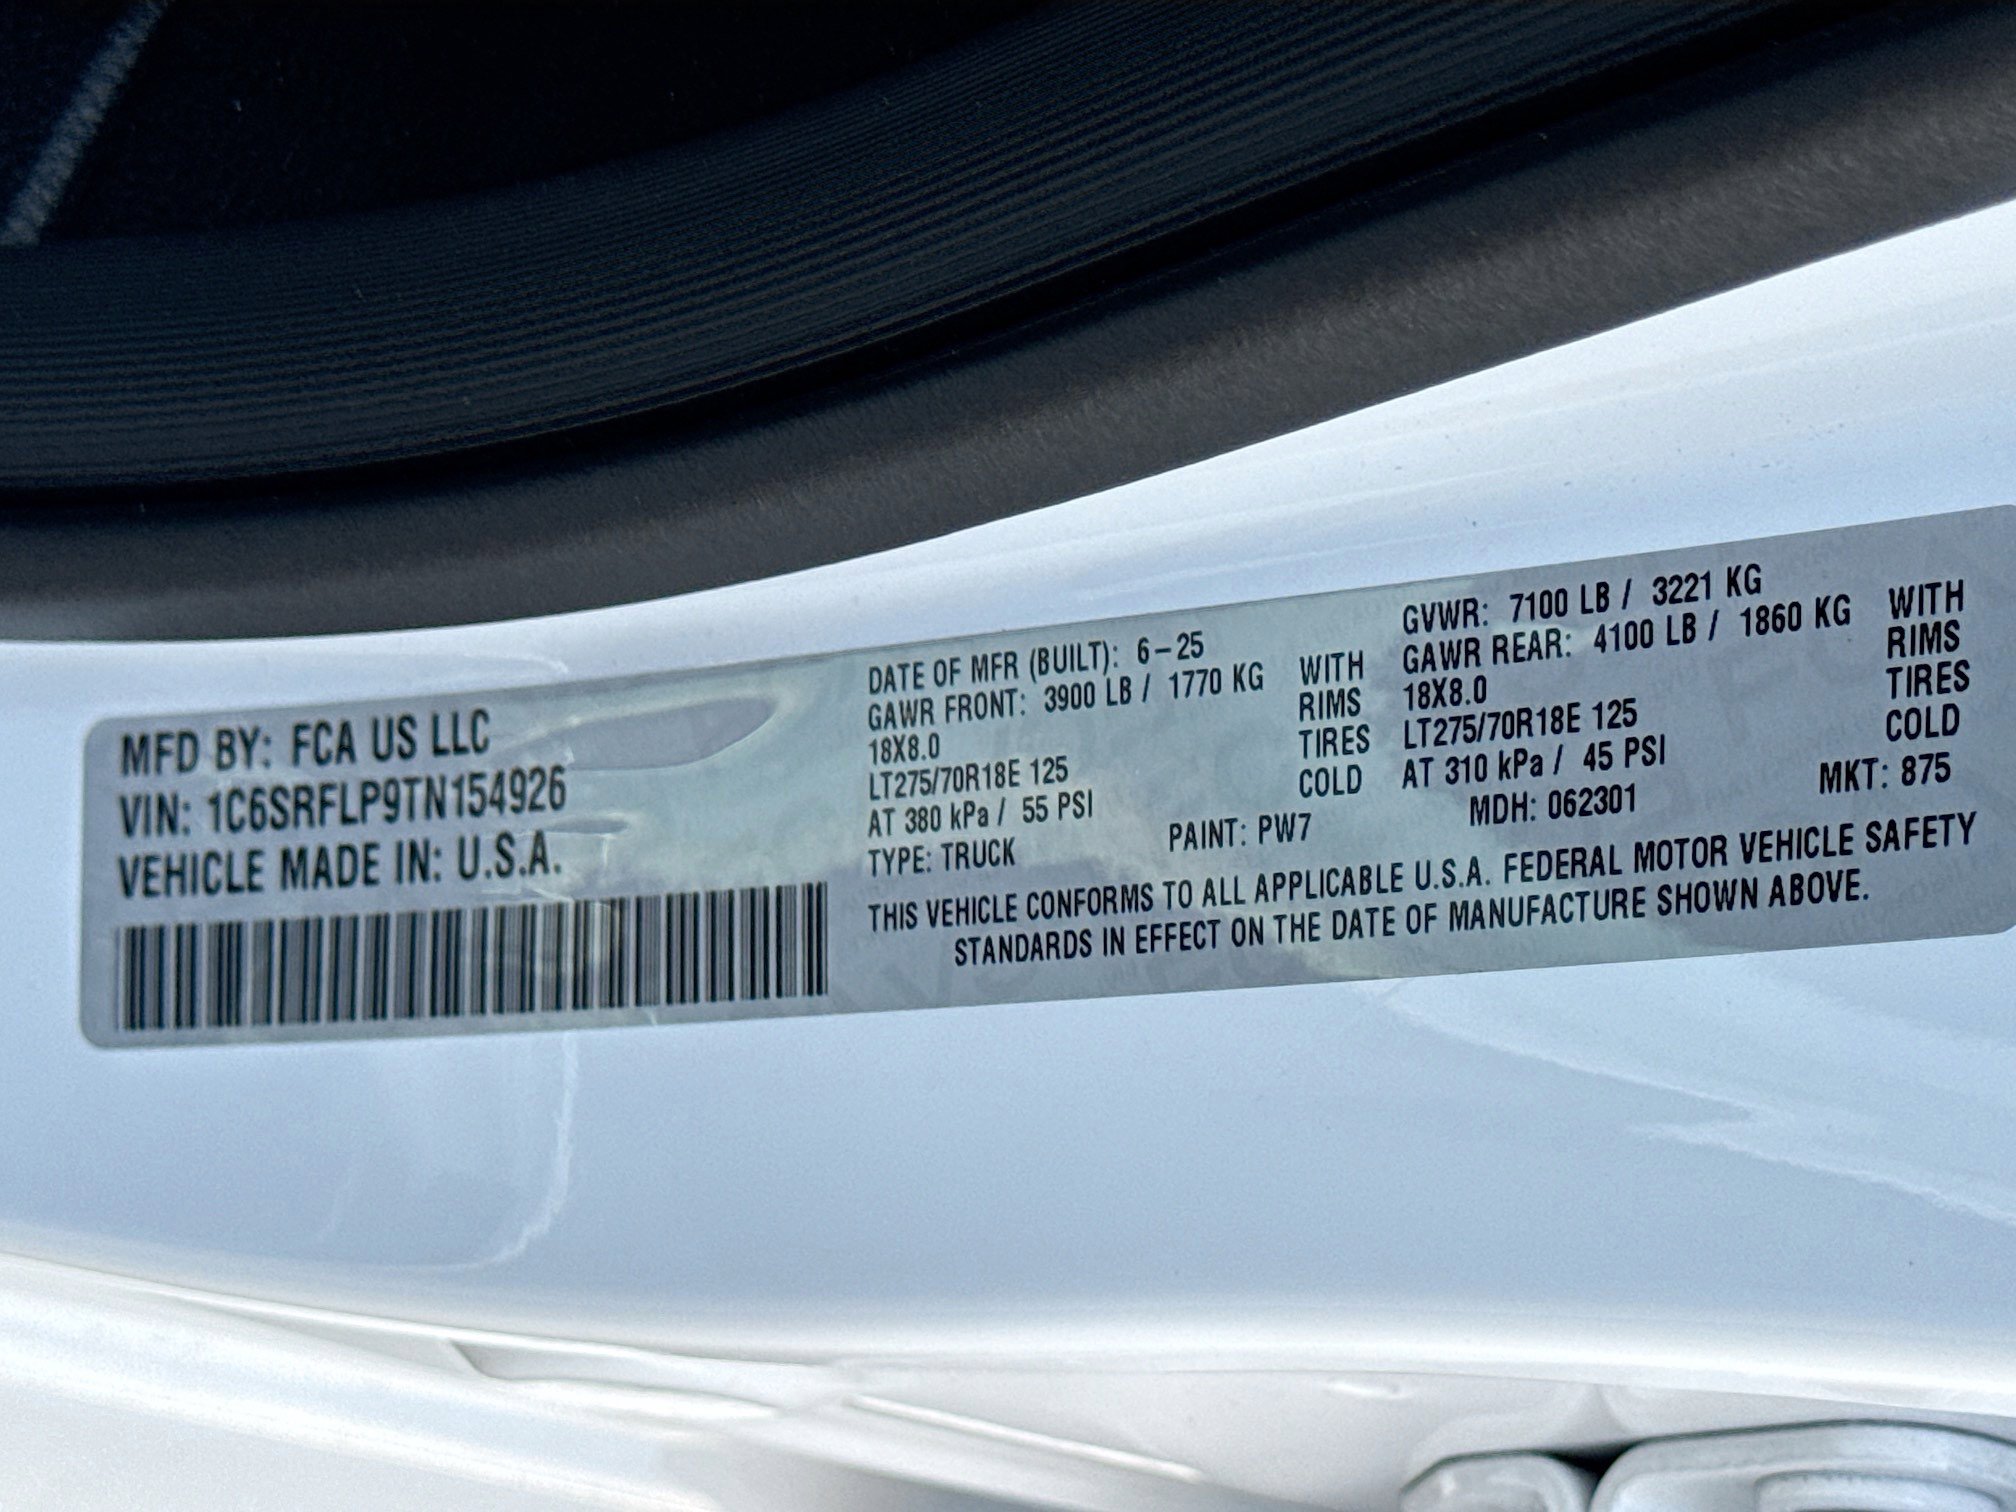 MFD BY: FCA US LLC
VIN: 1C6SRFLP9TN154926
VEHICLE MADE IN: U.S.A.
DATE OF MFR (BUILT): 6-25
GAWR FRONT: 3900 LB / 1770 KG WITH
18X8.0 RIMS
LT275/70R18E 125 TIRES
AT 380 kPa / 55 PSI COLD
TYPE: TRUCK PAINT: PW7
GVWR: 7100 LB / 3221 KG
GAWR REAR: 4100 LB / 1860 KG WITH
18X8.0 RIMS
LT275/70R18E 125 TIRES
AT 310 kPa / 45 PSI COLD
MDH: 062301 MKT: 875
THIS VEHICLE CONFORMS TO ALL APPLICABLE U.S.A. FEDERAL MOTOR VEHICLE SAFETY
STANDARDS IN EFFECT ON THE DATE OF MANUFACTURE SHOWN ABOVE.